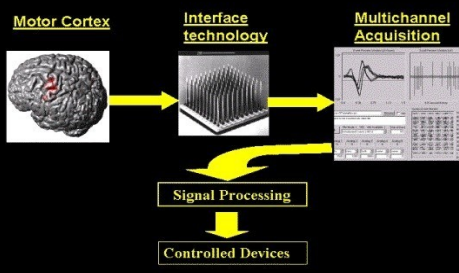 Motor Cortex
Interface
technology
Multichannel
Acquisition
Signal Processing
Controlled Devices